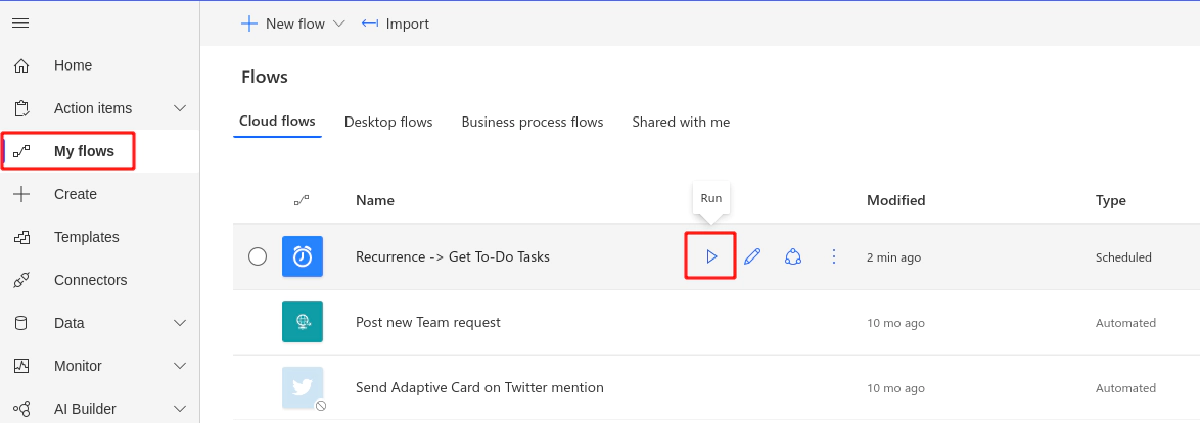 New flow Import
Home
Action items
My flows
Create
Templates
Connectors
Data
Monitor
AI Builder
Flows
Cloud flows Desktop flows Business process flows Shared with me
Run
Name Modified Type
Recurrence -> Get To-Do Tasks 2 min ago Scheduled
Post new Team request 10 mo ago Automated
Send Adaptive Card on Twitter mention 10 mo ago Automated